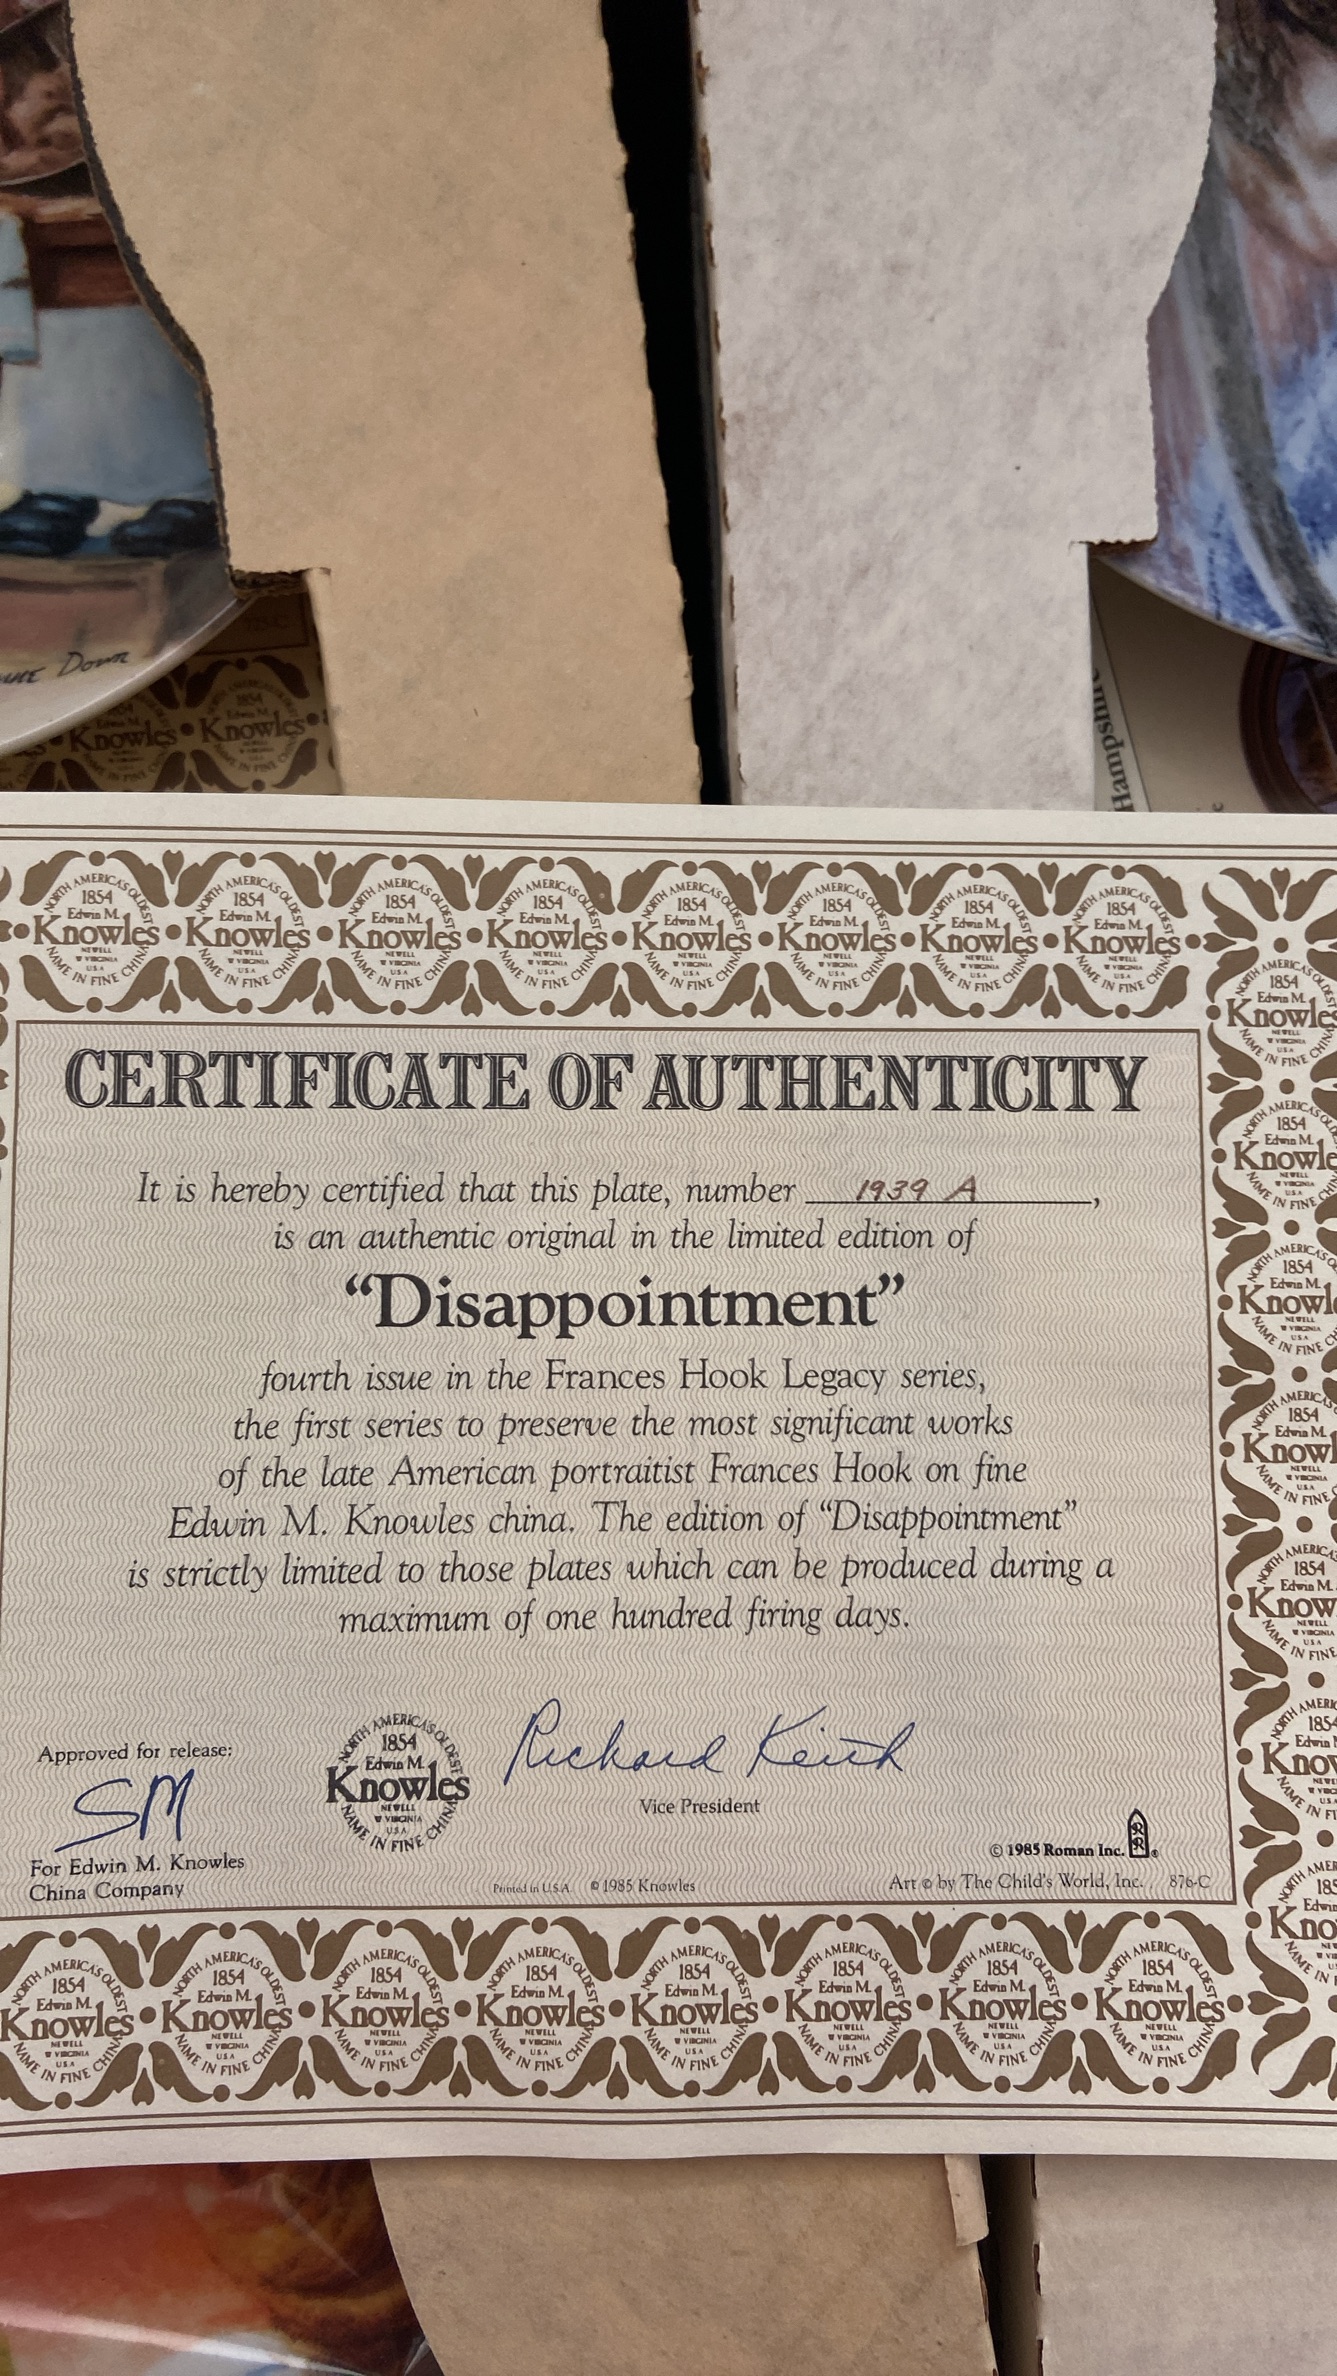 Down
Knowles
Knowles
Hampshire
CERTIFICATE OF AUTHENTICITY
It is hereby certified that this plate, number 1939 A,
is an authentic original in the limited edition of
“Disappointment”
fourth issue in the Frances Hook Legacy series,
the first series to preserve the most significant works
of the late American portraitist Frances Hook on fine
Edwin M. Knowles china. The edition of “Disappointment”
is strictly limited to those plates which can be produced during a
maximum of one hundred firing days.
Approved for release:
SM
For Edwin M. Knowles
China Company
NORTH AMERICA'S OLDEST
1854
Edwin M.
Knowles
NEWELL
W VIRGINIA
U.S.A
NAME IN FINE CHINA
Richard Keith
Vice President
© 1985 Roman Inc.
Printed in U.S.A. © 1985 Knowles
Art © by The Child's World, Inc. 876-C